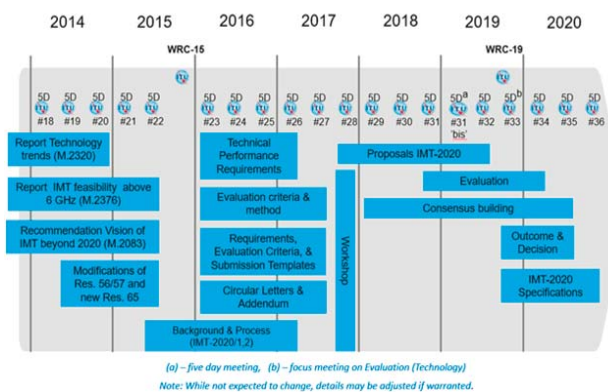 2014 2015 2016 2017 2018 2019 2020
WRC-15 WRC-19
5D 5D 5D 5D 5D 5D 5D 5D 5D 5D 5D 5D 5D 5D 5Dª 5D 5Dᵇ 5D 5D 5D
#18 #19 #20 #21 #22 #23 #24 #25 #26 #27 #28 #29 #30 #31 #31 #32 #33 #34 #35 #36
'bis'
Report Technology
trends (M.2320)
Technical
Performance
Requirements
Proposals IMT-2020
Report IMT feasibility above
6 GHz (M.2376)
Evaluation criteria &
method
Evaluation
Consensus building
Recommendation Vision of
IMT beyond 2020 (M.2083)
Requirements,
Evaluation Criteria, &
Submission Templates
Workshop
Outcome &
Decision
Modifications of
Res. 56/57 and
new Res. 65
Circular Letters &
Addendum
IMT-2020
Specifications
Background & Process
(IMT-2020/1,2)
(a) – five day meeting, (b) – focus meeting on Evaluation (Technology)
Note: While not expected to change, details may be adjusted if warranted.